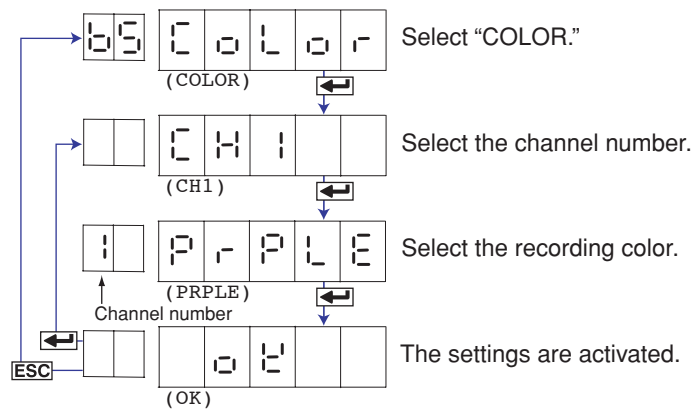 b5 CoLor Select “COLOR.”
(COLOR)
CH1 Select the channel number.
(CH1)
1 PrPLE Select the recording color.
(PRPLE)
Channel number
oK The settings are activated.
ESC
(OK)